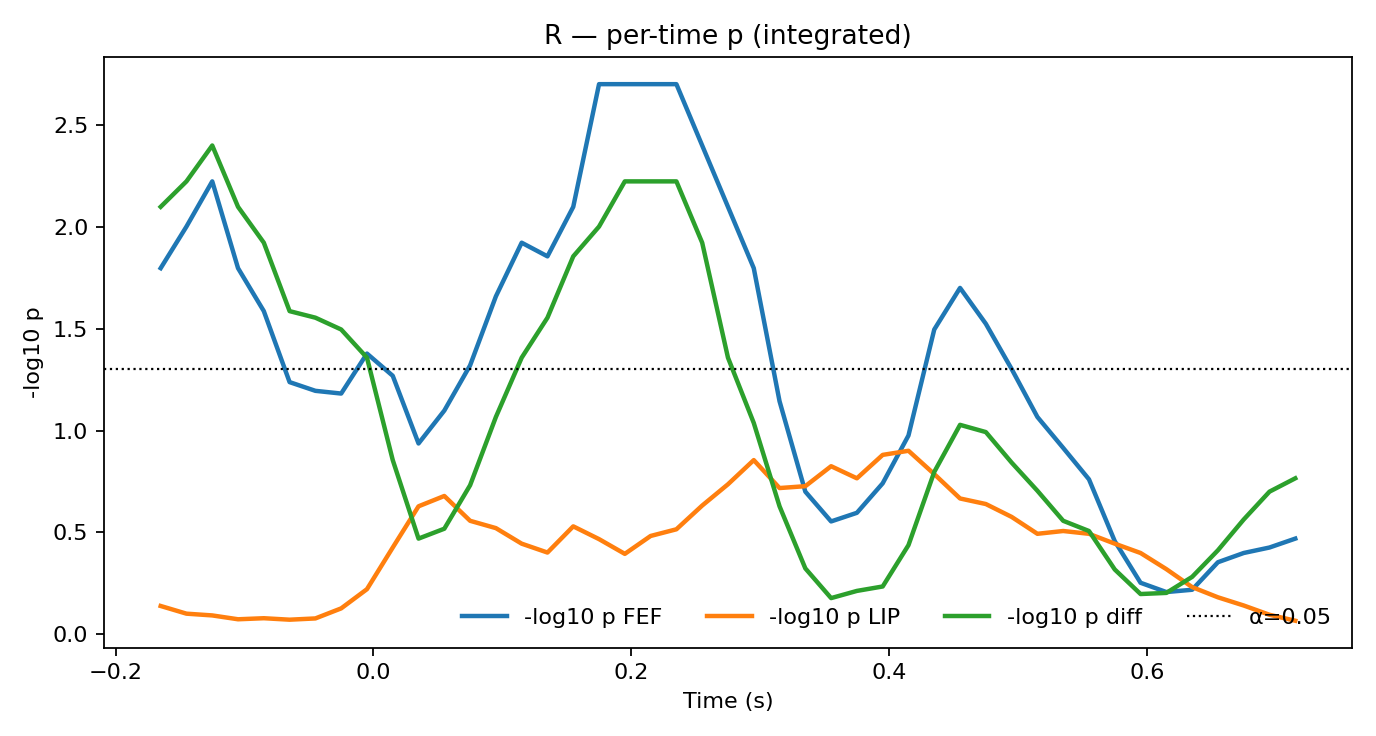 R — per-time p (integrated)
-log10 p
2.5
2.0
1.5
1.0
0.5
0.0
-log10 p FEF
-log10 p LIP
-log10 p diff
α=0.05
−0.2
0.0
0.2
0.4
0.6
Time (s)